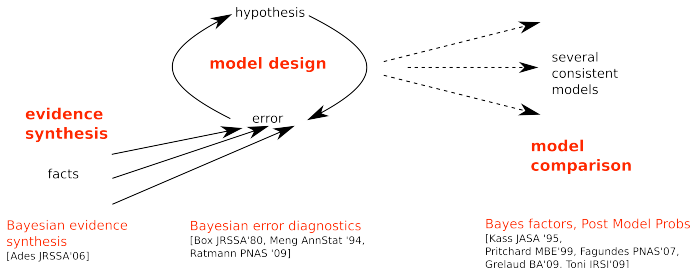 hypothesis
model design
several
consistent
models
evidence
synthesis
error
model
comparison
facts
Bayesian evidence
synthesis
[Ades JRSSA'06]
Bayesian error diagnostics
[Box JRSSA'80, Meng AnnStat '94,
Ratmann PNAS '09]
Bayes factors, Post Model Probs
[Kass JASA '95,
Pritchard MBE'99, Fagundes PNAS'07,
Grelaud BA'09, Toni IRSI'09]